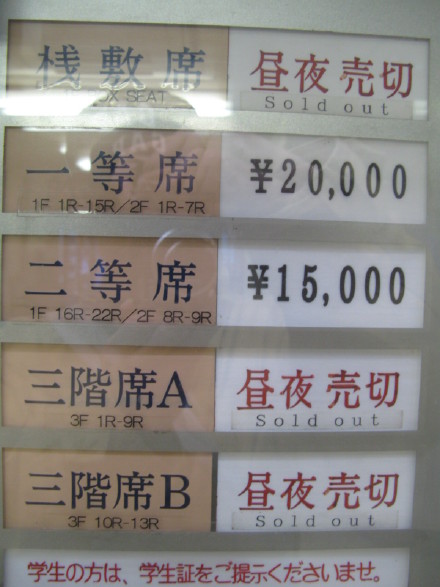 桟敷席
昼夜売切
X SEAT
Sold out
一等席
¥20,000
1F 1R-15R/2F 1R-7R
二等席
¥15,000
1F 16R-22R/2F 8R-9R
三階席A
昼夜売切
3F 1R-9R
Sold out
三階席B
昼夜売切
3F 10R-13R
Sold out
学生の方は、学生証をご提示くださいませ。